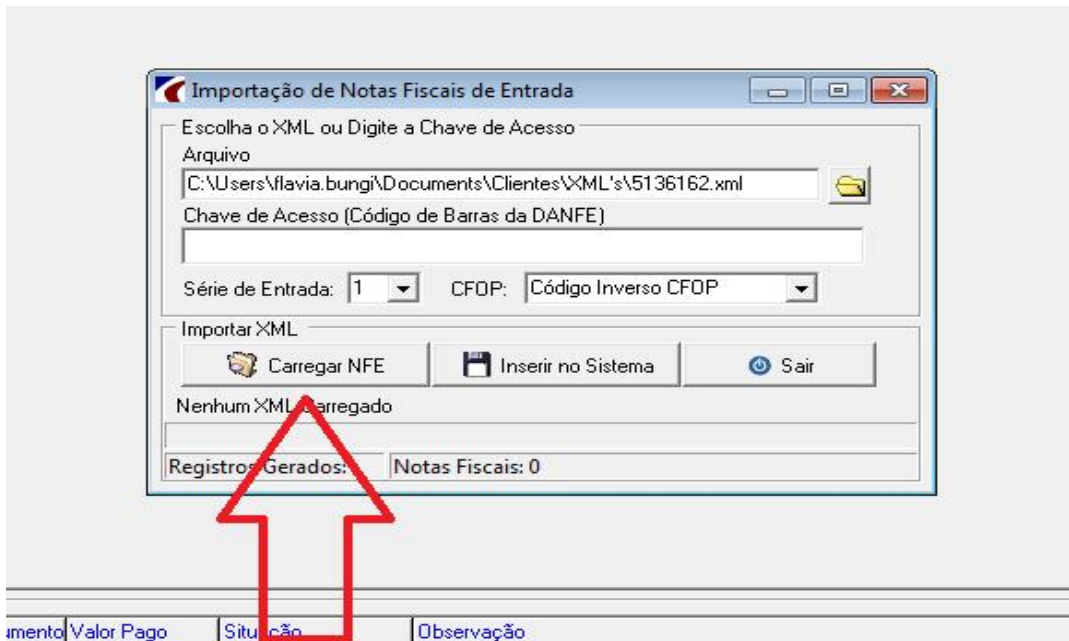 Importação de Notas Fiscais de Entrada
Escolha o XML ou Digite a Chave de Acesso
Arquivo
C:\Users\flavia.bungi\Documents\Clientes\XML's\5136162.xml
Chave de Acesso (Código de Barras da DANFE)
Série de Entrada: 1 CFOP: Código Inverso CFOP
Importar XML
Carregar NFE Inserir no Sistema Sair
Nenhum XML Carregado
Registros Gerados: Notas Fiscais: 0
umento Valor Pago Situação Observação